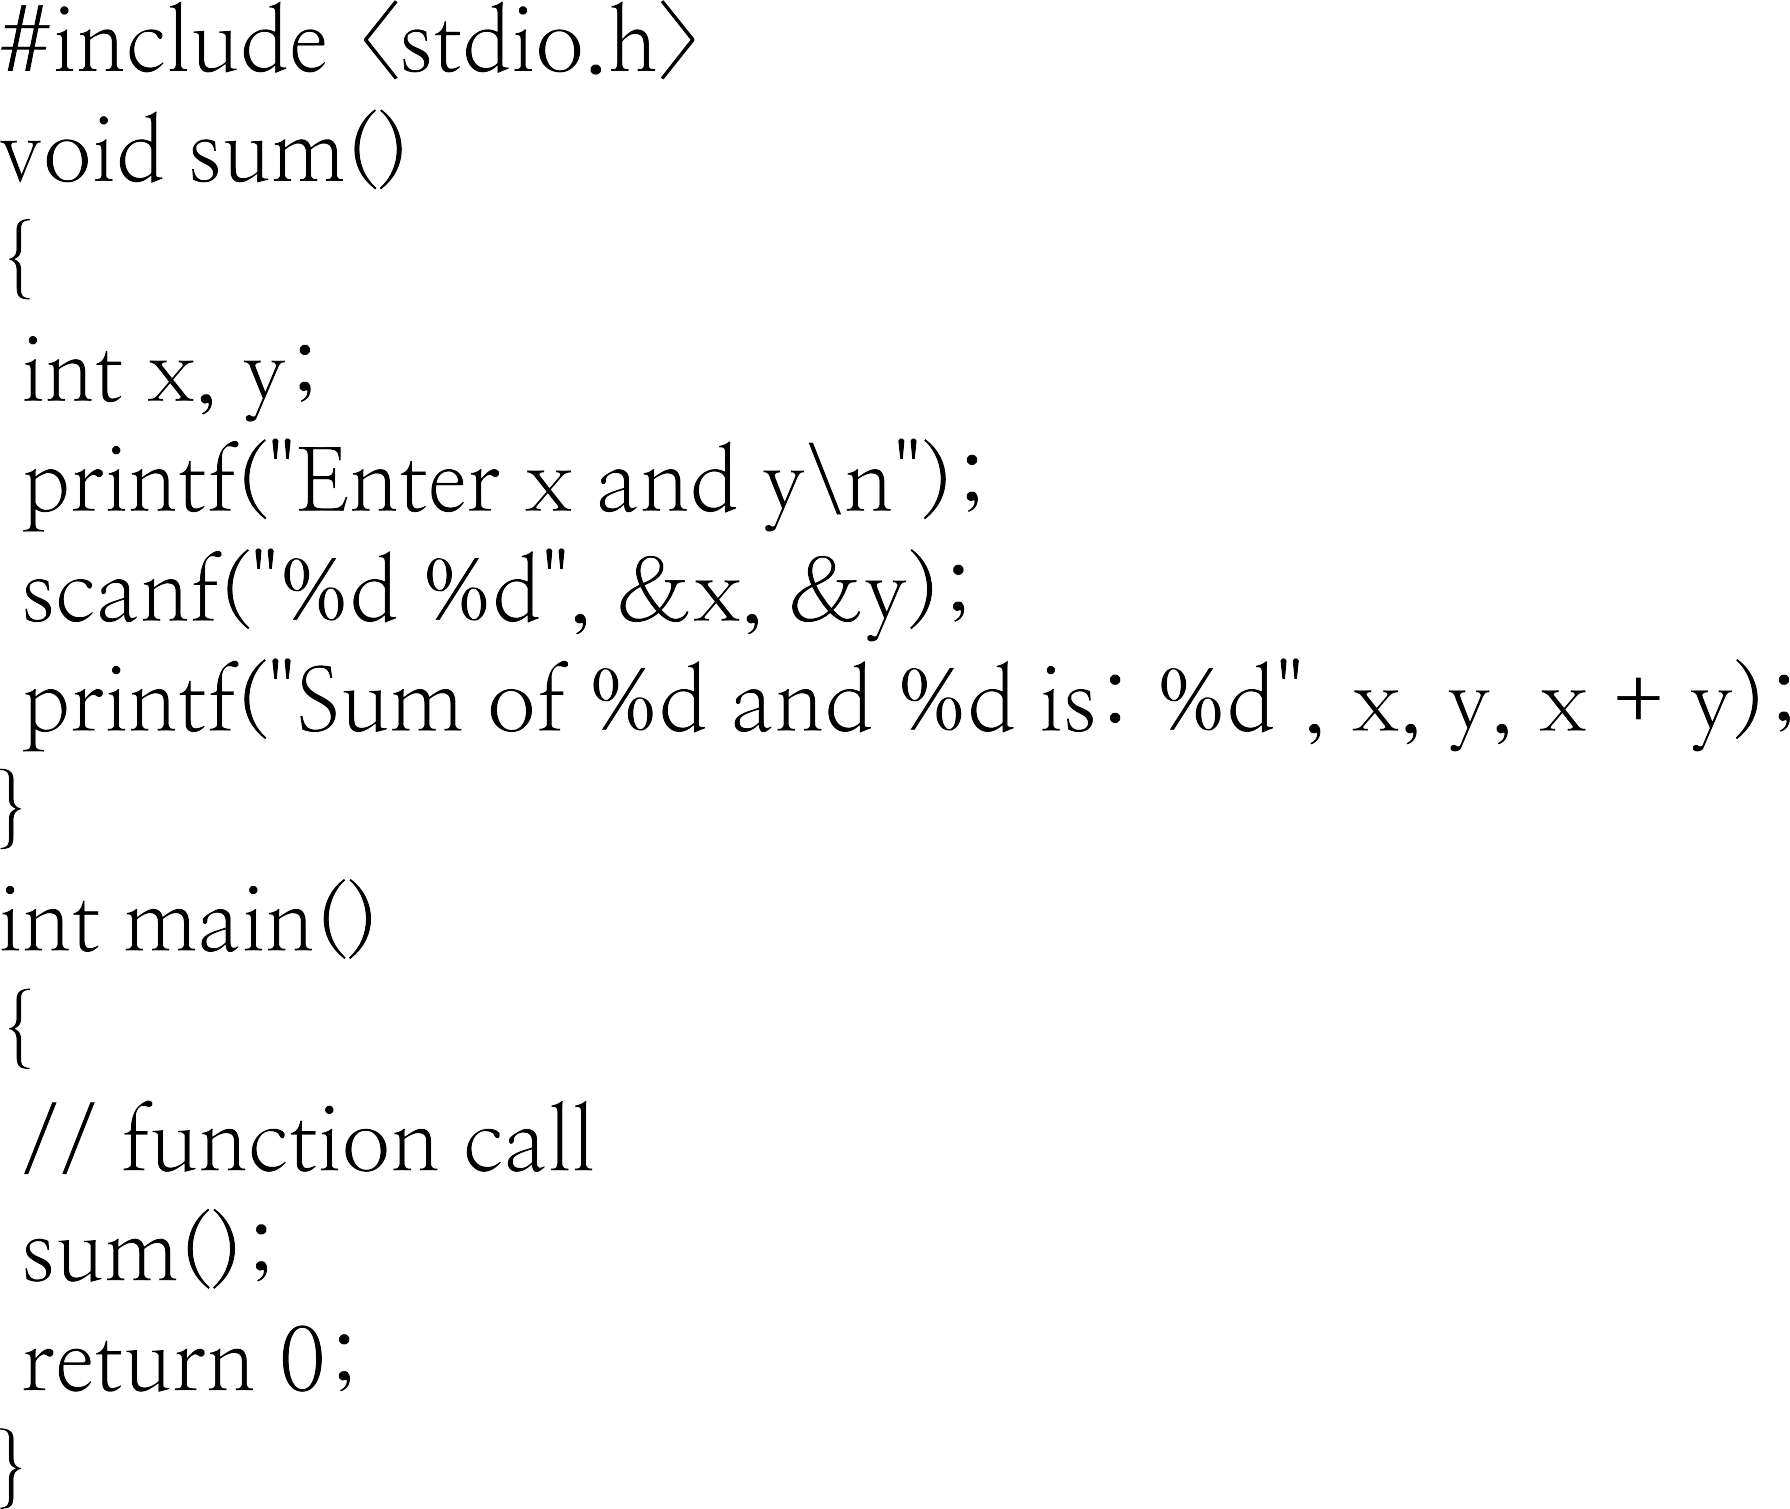 #include <stdio.h>
void sum()
{
 int x, y;
 printf("Enter x and y\n");
 scanf("%d %d", &x, &y);
 printf("Sum of %d and %d is: %d", x, y, x + y);
}
int main()
{
 // function call
 sum();
 return 0;
}